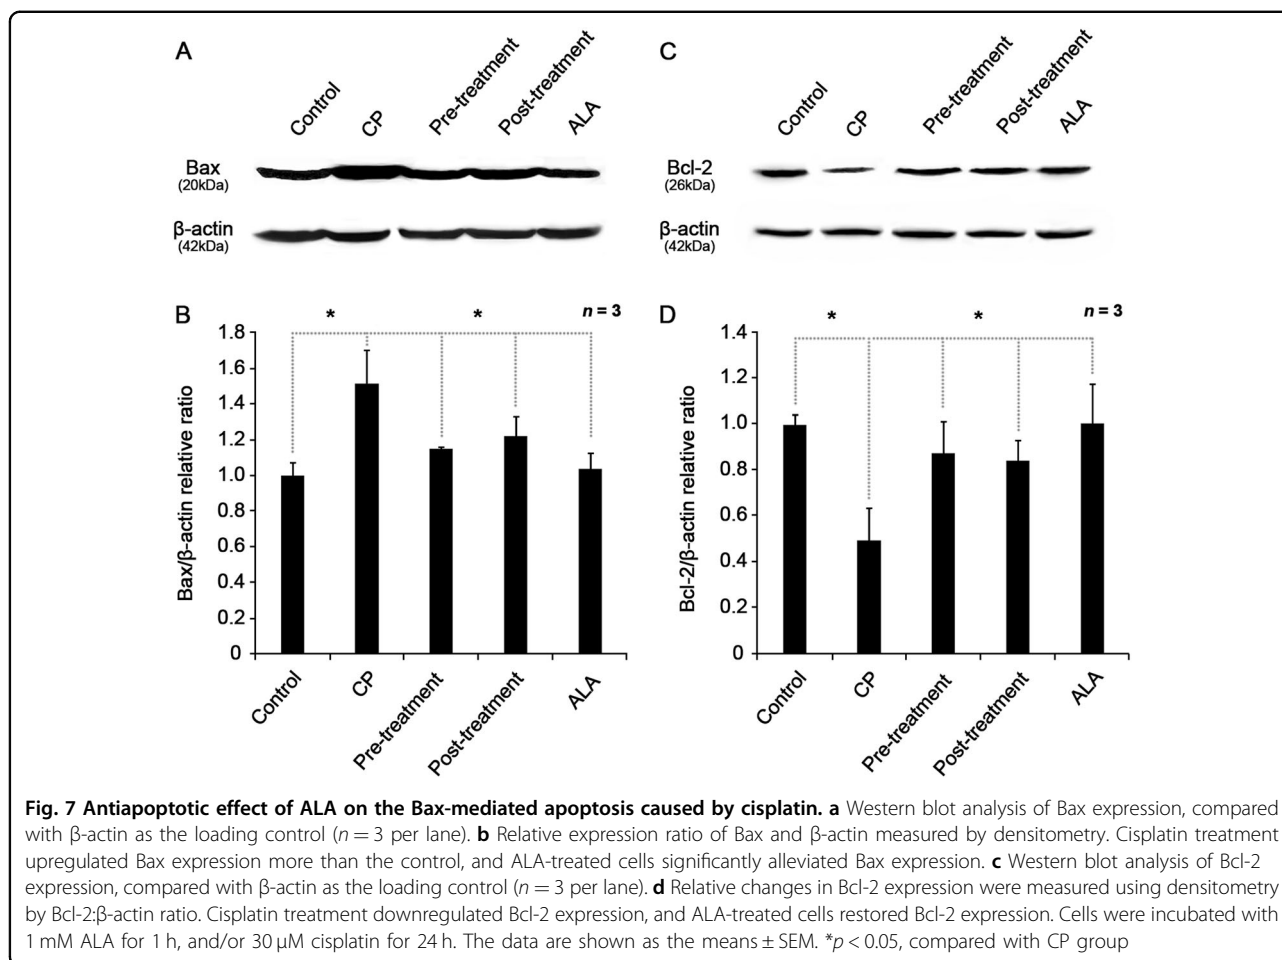 A
Control
CP
Pre-treatment
Post-treatment
ALA
Bax
(20kDa)
β-actin
(42kDa)
C
Control
CP
Pre-treatment
Post-treatment
ALA
Bcl-2
(26kDa)
β-actin
(42kDa)
B
* * n = 3
Bax/β-actin relative ratio
1.8
1.6
1.4
1.2
1.0
0.8
0.6
0.4
0.2
0
Control
CP
Pre-treatment
Post-treatment
ALA
D
* * n = 3
Bcl-2/β-actin relative ratio
1.4
1.2
1.0
0.8
0.6
0.4
0.2
0
Control
CP
Pre-treatment
Post-treatment
ALA
Fig. 7 Antiapoptotic effect of ALA on the Bax-mediated apoptosis caused by cisplatin. a Western blot analysis of Bax expression, compared
with β-actin as the loading control (n = 3 per lane). b Relative expression ratio of Bax and β-actin measured by densitometry. Cisplatin treatment
upregulated Bax expression more than the control, and ALA-treated cells significantly alleviated Bax expression. c Western blot analysis of Bcl-2
expression, compared with β-actin as the loading control (n = 3 per lane). d Relative changes in Bcl-2 expression were measured using densitometry
by Bcl-2:β-actin ratio. Cisplatin treatment downregulated Bcl-2 expression, and ALA-treated cells restored Bcl-2 expression. Cells were incubated with
1 mM ALA for 1 h, and/or 30 μM cisplatin for 24 h. The data are shown as the means ± SEM. *p < 0.05, compared with CP group